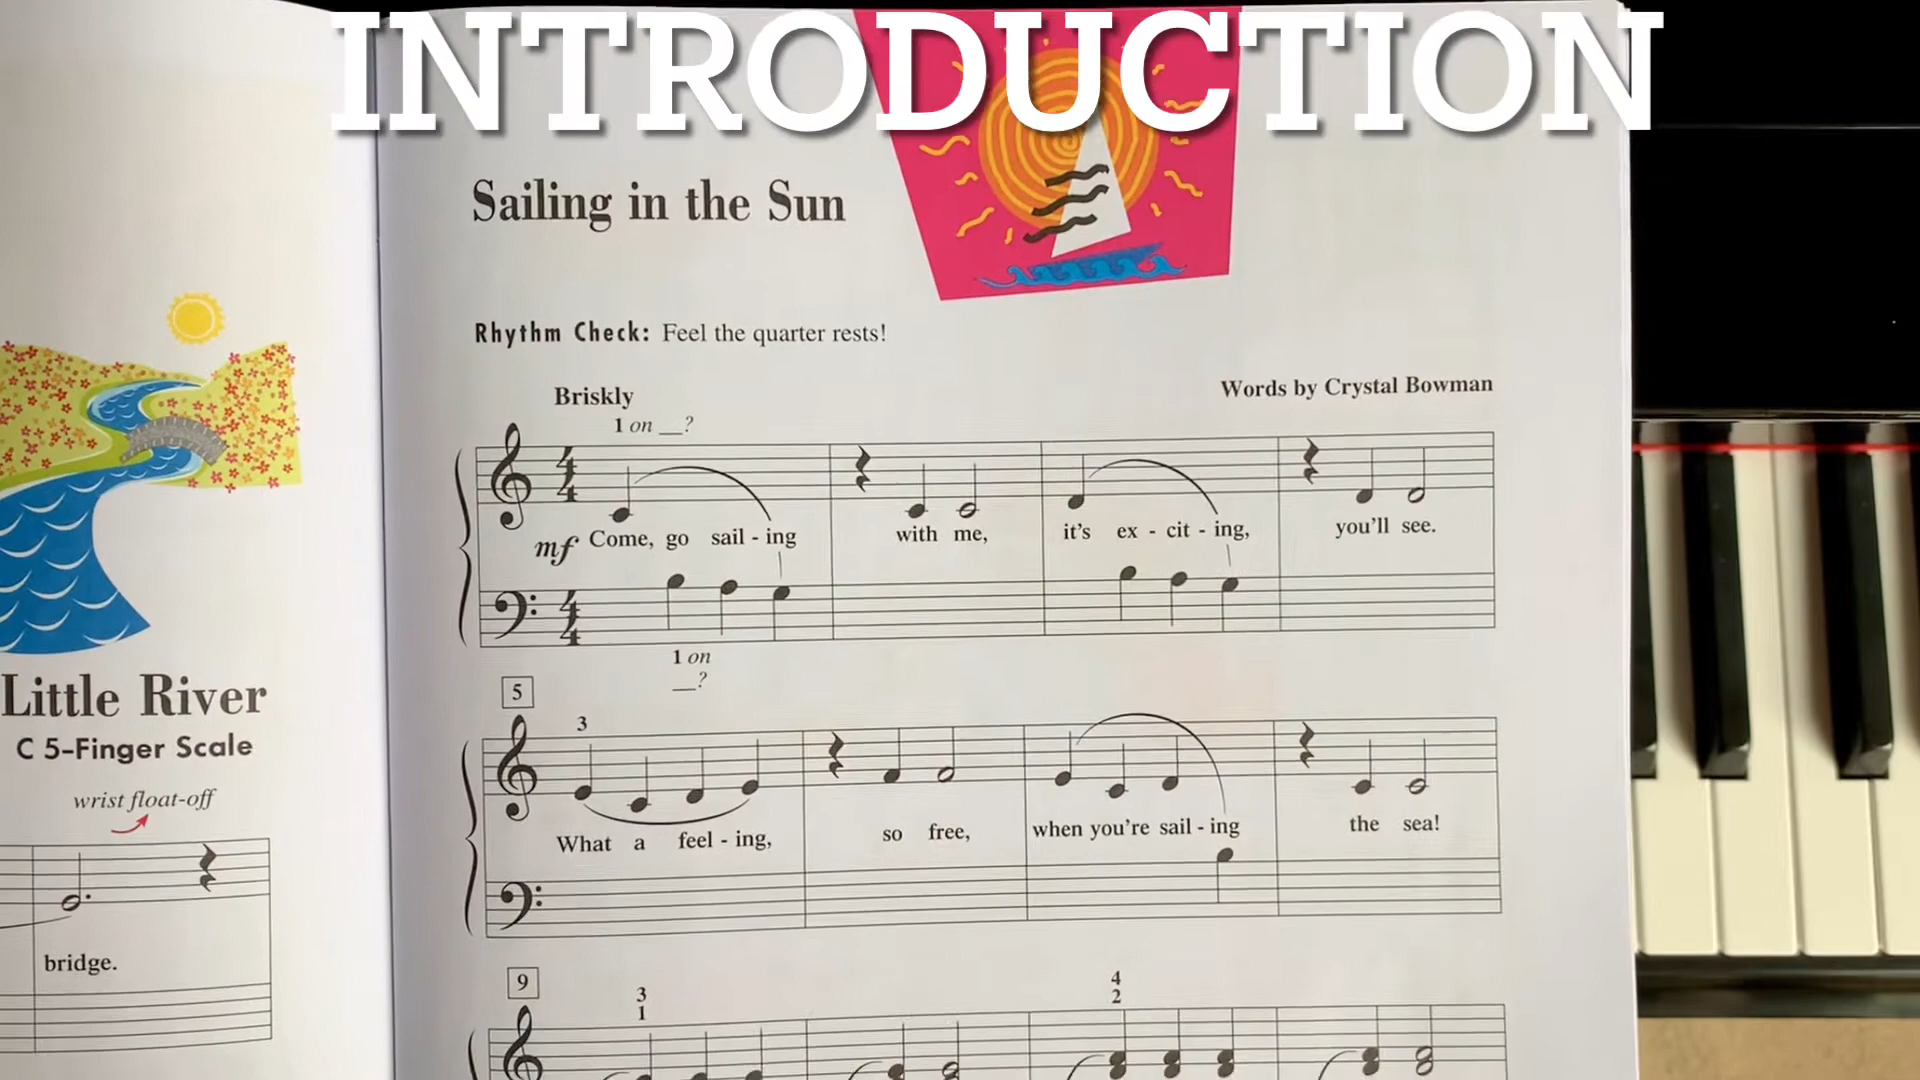 INTRODUCTION
Sailing in the Sun
Rhythm Check: Feel the quarter rests!
Briskly
Words by Crystal Bowman
1 on __?
mf Come, go sail - ing with me, it's ex - cit - ing, you'll see.
1 on
__?
5
3
What a feel - ing, so free, when you're sail - ing the sea!
9
3
1
4
2
Little River
C 5-Finger Scale
wrist float-off
bridge.